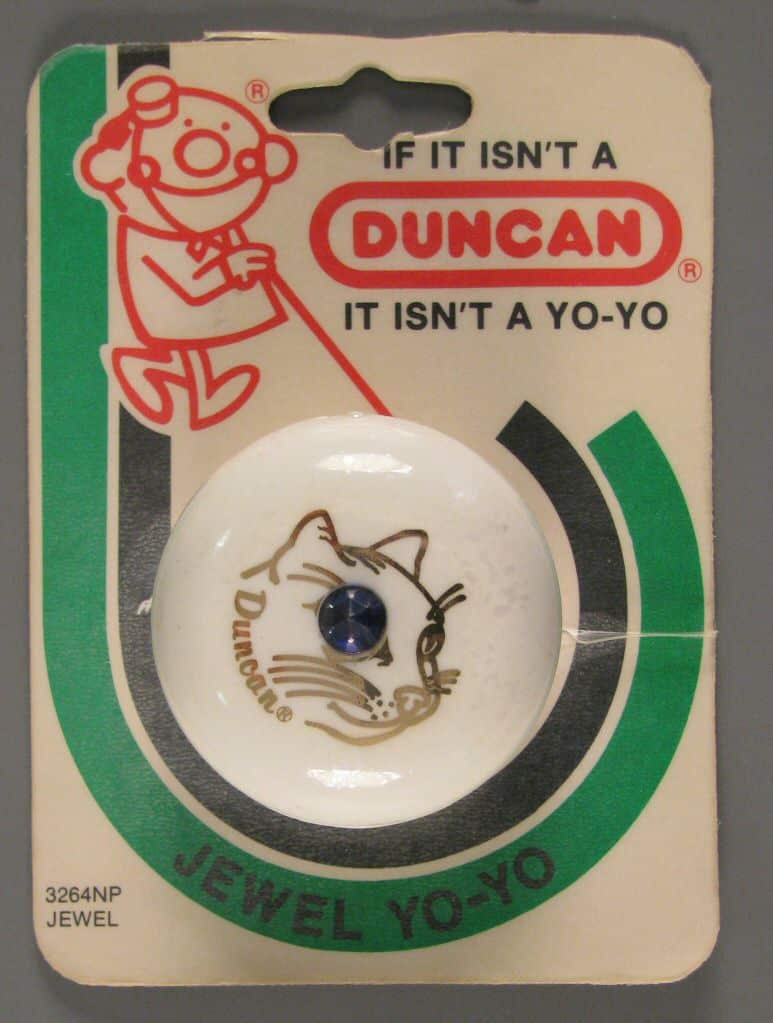 ®
IF IT ISN'T A
DUNCAN®
IT ISN'T A YO-YO
Duncan®
JEWEL YO-YO
3264NP
JEWEL